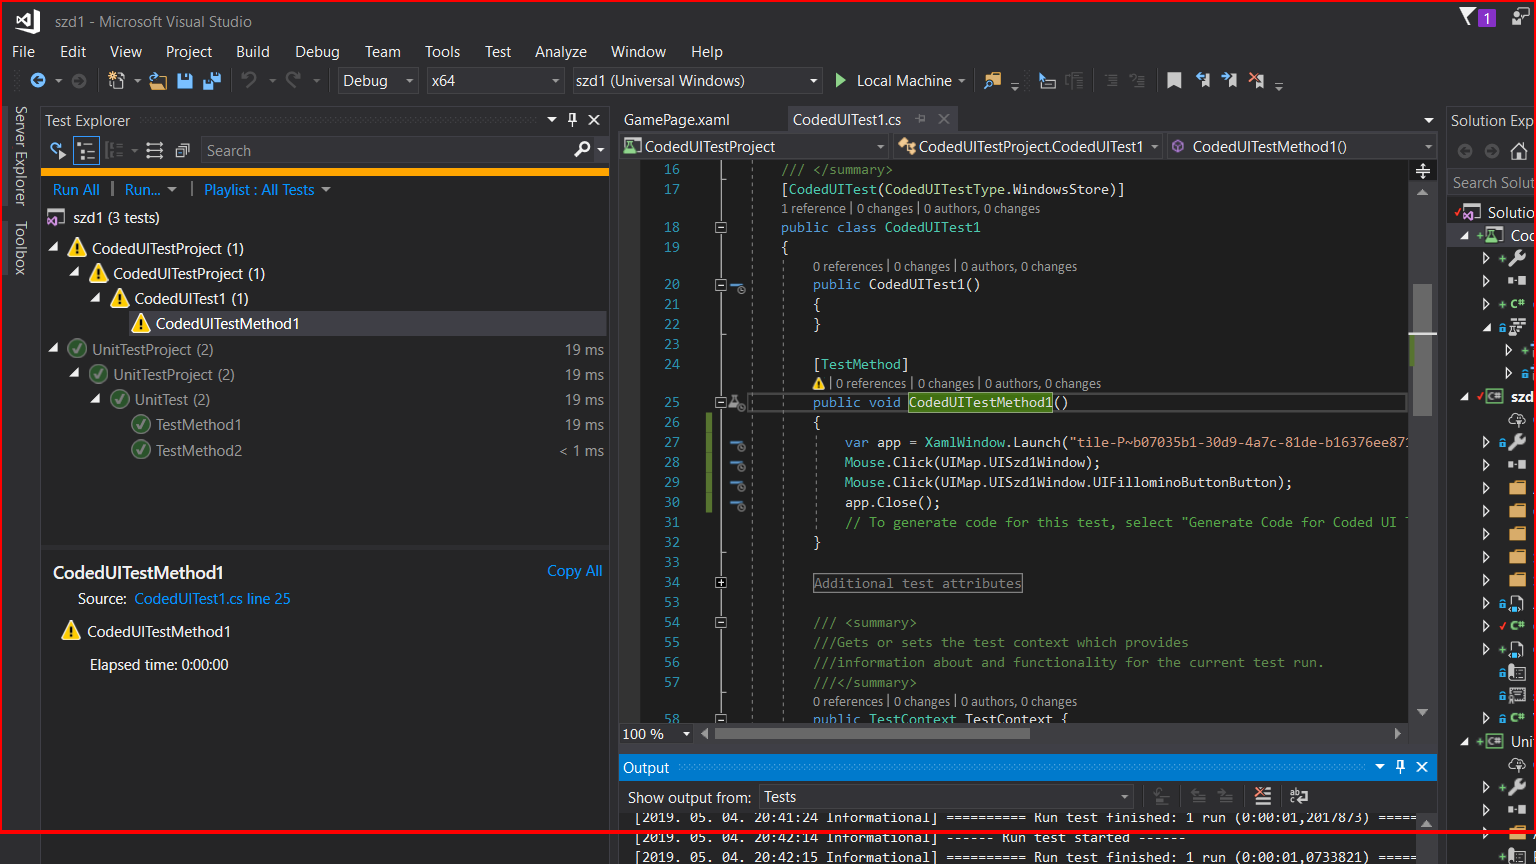 szd1 - Microsoft Visual Studio
1
File Edit View Project Build Debug Team Tools Test Analyze Window Help
Debug x64 szd1 (Universal Windows) Local Machine
Server Explorer
Toolbox
Test Explorer
Search
Run All | Run... | Playlist : All Tests
szd1 (3 tests)
CodedUITestProject (1)
CodedUITestProject (1)
CodedUITest1 (1)
CodedUITestMethod1
UnitTestProject (2) 19 ms
UnitTestProject (2) 19 ms
UnitTest (2) 19 ms
TestMethod1 19 ms
TestMethod2 < 1 ms
CodedUITestMethod1 Copy All
Source: CodedUITest1.cs line 25
CodedUITestMethod1
Elapsed time: 0:00:00
GamePage.xaml CodedUITest1.cs
CodedUITestProject CodedUITestProject.CodedUITest1 CodedUITestMethod1()
16 /// </summary>
17 [CodedUITest(CodedUITestType.WindowsStore)]
1 reference | 0 changes | 0 authors, 0 changes
18 public class CodedUITest1
19 {
0 references | 0 changes | 0 authors, 0 changes
20 public CodedUITest1()
21 {
22 }
23
24 [TestMethod]
| 0 references | 0 changes | 0 authors, 0 changes
25 public void CodedUITestMethod1()
26 {
27 var app = XamlWindow.Launch("tile-P~b07035b1-30d9-4a7c-81de-b16376ee871
28 Mouse.Click(UIMap.UISzd1Window);
29 Mouse.Click(UIMap.UISzd1Window.UIFillominoButtonButton);
30 app.Close();
31 // To generate code for this test, select "Generate Code for Coded UI T
32 }
33
34 Additional test attributes
53
54 /// <summary>
55 ///Gets or sets the test context which provides
56 ///information about and functionality for the current test run.
57 ///</summary>
0 references | 0 changes | 0 authors, 0 changes
58 public TestContext TestContext {
100 %
Output
Show output from: Tests
[2019. 05. 04. 20:41:24 Informational] ========== Run test finished: 1 run (0:00:01,2017873) =====
[2019. 05. 04. 20:42:14 Informational] ------ Run test started ------
[2019. 05. 04. 20:42:15 Informational] ========== Run test finished: 1 run (0:00:01,0733821) =====
Solution Exp
Search Solut
Solutio
Coc
szd
Uni